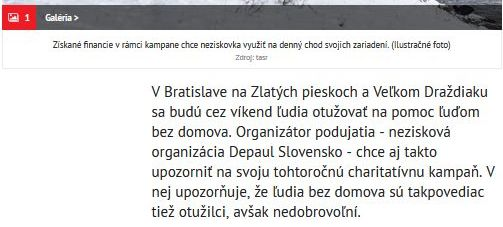 1 Galéria >
Získané financie v rámci kampane chce neziskovka využiť na denný chod svojich zariadení. (Ilustračné foto)
Zdroj: tasr
V Bratislave na Zlatých pieskoch a Veľkom Draždiaku
sa budú cez víkend ľudia otužovať na pomoc ľuďom
bez domova. Organizátor podujatia - nezisková
organizácia Depaul Slovensko - chce aj takto
upozorniť na svoju tohtoročnú charitatívnu kampaň. V
nej upozorňuje, že ľudia bez domova sú takpovediac
tiež otužilci, avšak nedobrovoľní.